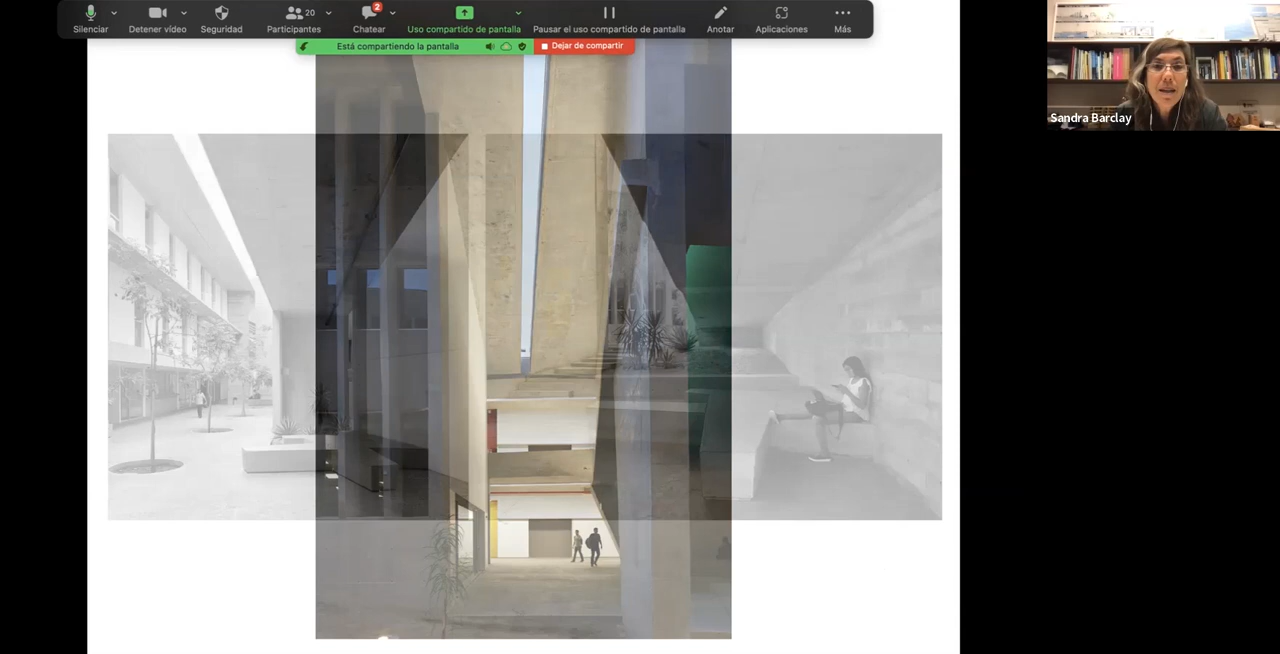 20
2
Silenciar
Detener vídeo
Seguridad
Participantes
Chatear
Uso compartido de pantalla
Pausar el uso compartido de pantalla
Anotar
Aplicaciones
Más
Está compartiendo la pantalla
Dejar de compartir
Sandra Barclay